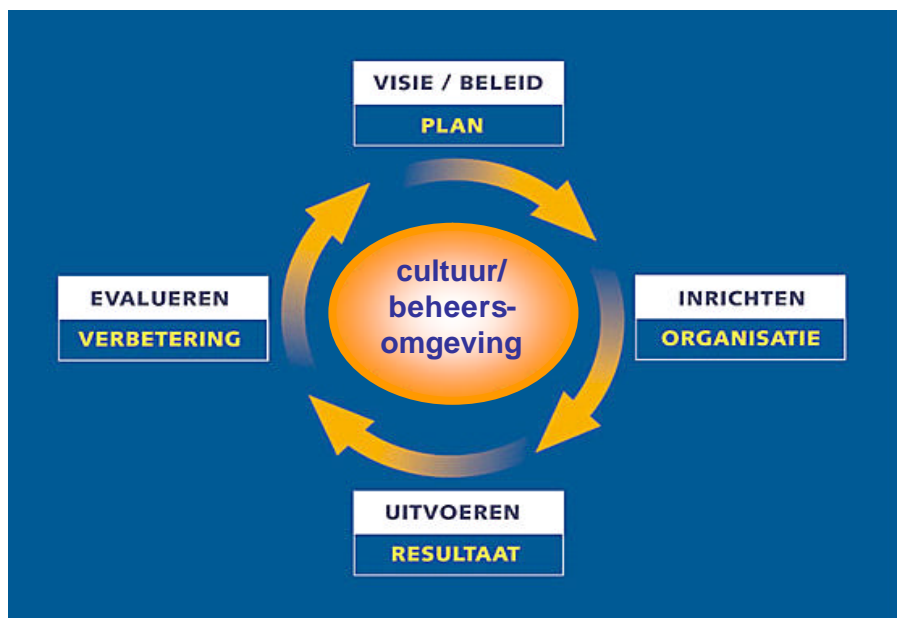 VISIE / BELEID
PLAN
cultuur/
beheers-
omgeving
EVALUEREN
VERBETERING
INRICHTEN
ORGANISATIE
UITVOEREN
RESULTAAT